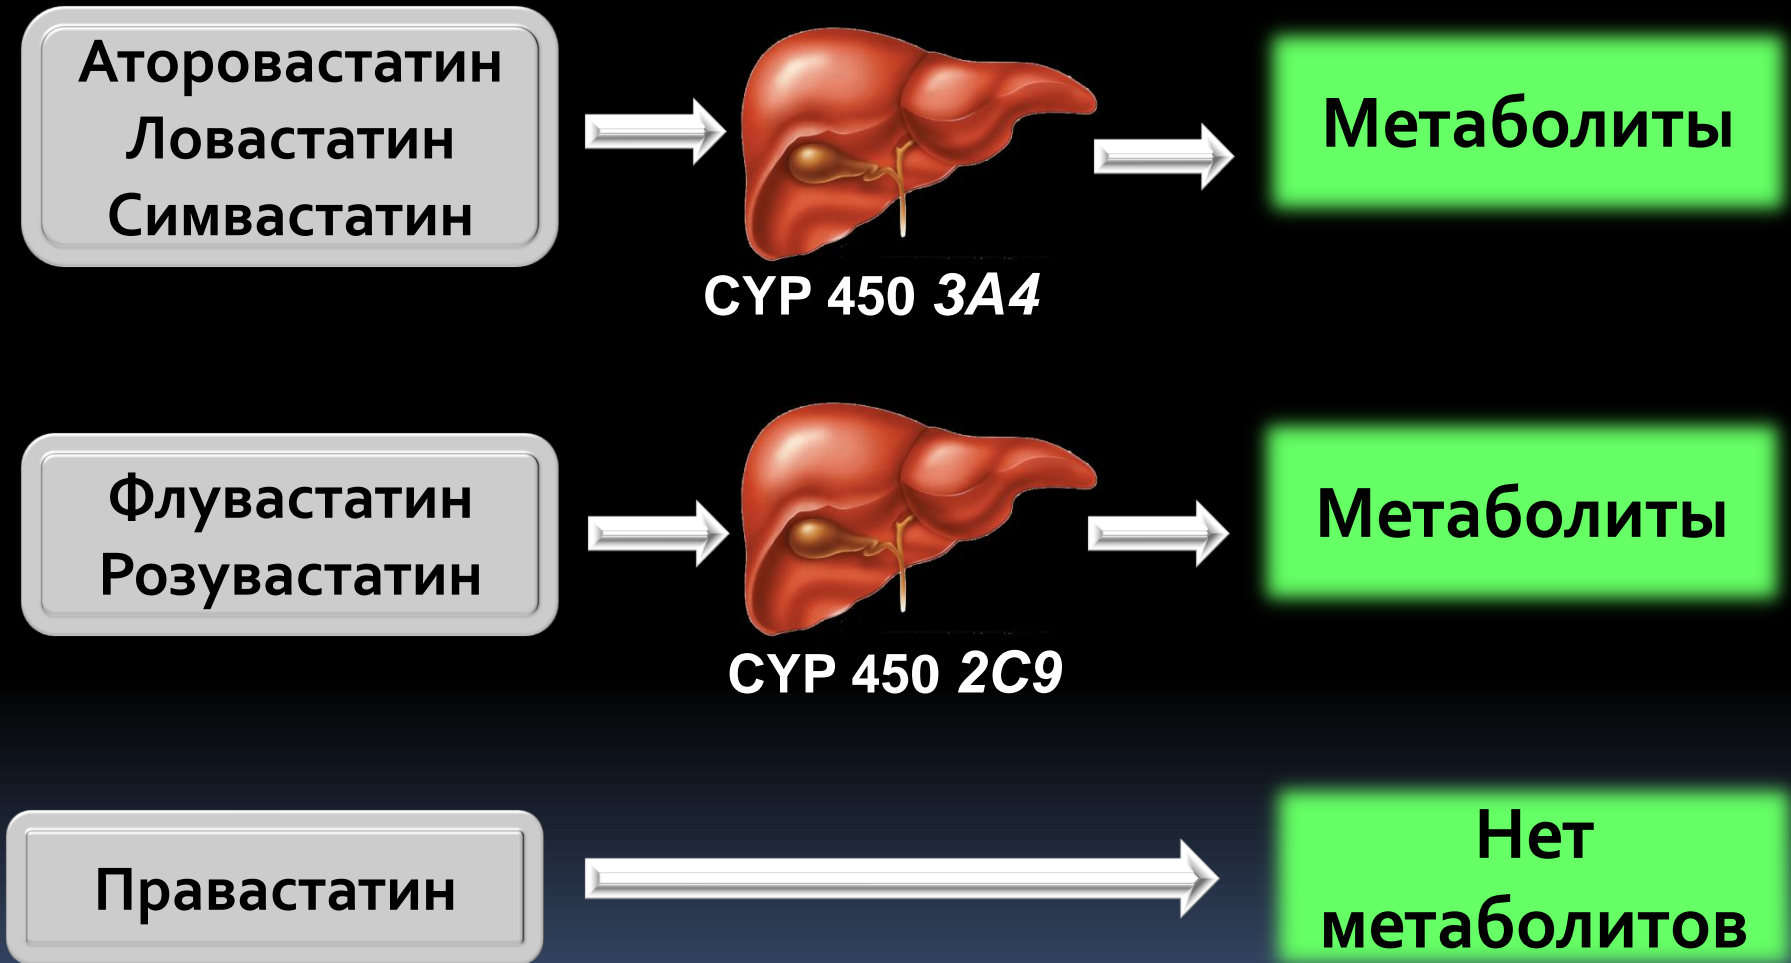 Аторовастатин
Ловастатин
Симвастатин
Метаболиты
CYP 450 3A4
Флувастатин
Розувастатин
Метаболиты
CYP 450 2C9
Правастатин
Нет
метаболитов